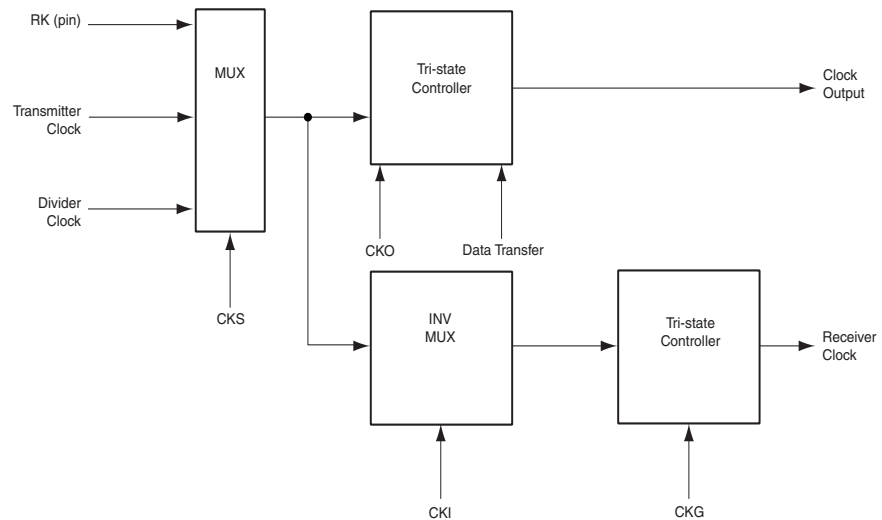 RK (pin)
MUX
Tri-state
Controller
Clock
Output
Transmitter
Clock
Divider
Clock
CKO
Data Transfer
CKS
INV
MUX
Tri-state
Controller
Receiver
Clock
CKI
CKG